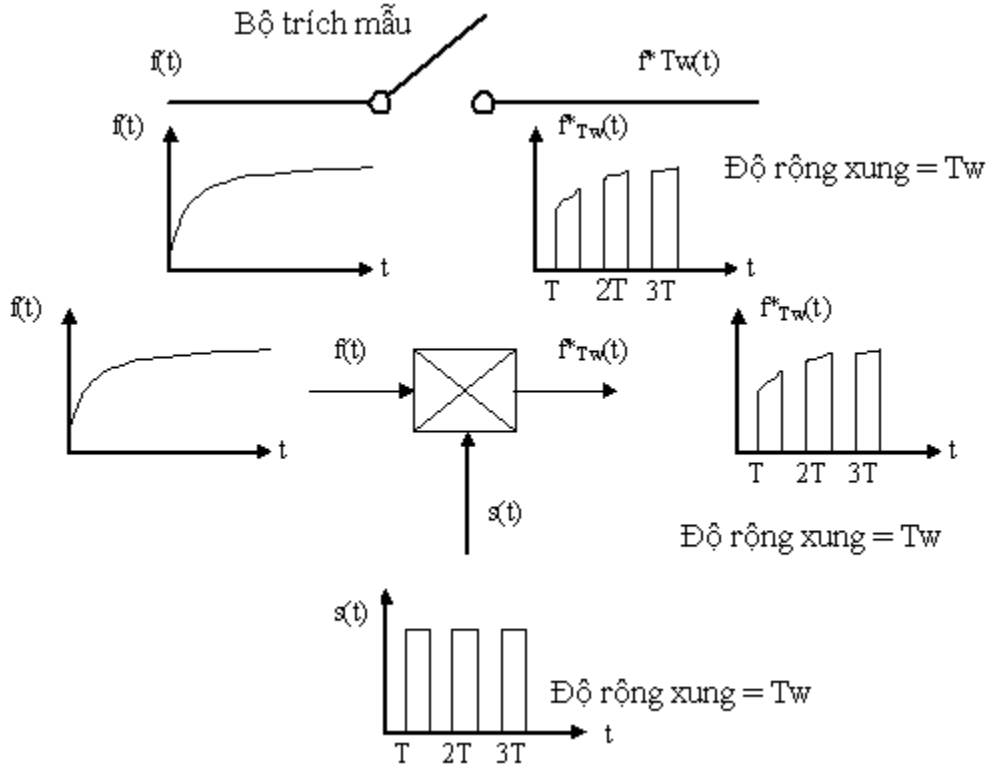 Bộ trích mẫu
f(t)
f* Tw(t)
f(t)
f*Tw(t)
Độ rộng xung = Tw
t
t
T 2T 3T
f(t)
f*Tw(t)
f(t)
f*Tw(t)
t
t
T 2T 3T
s(t)
Độ rộng xung = Tw
s(t)
Độ rộng xung = Tw
t
T 2T 3T